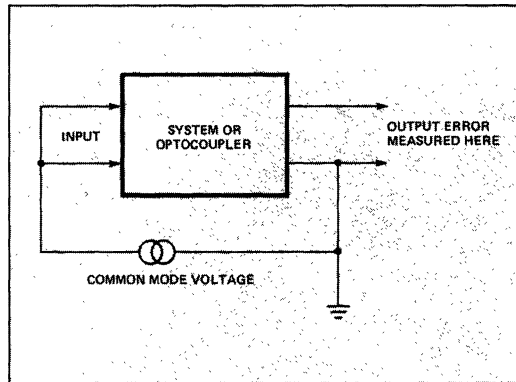 INPUT
SYSTEM OR
OPTOCOUPLER
OUTPUT ERROR
MEASURED HERE
COMMON MODE VOLTAGE